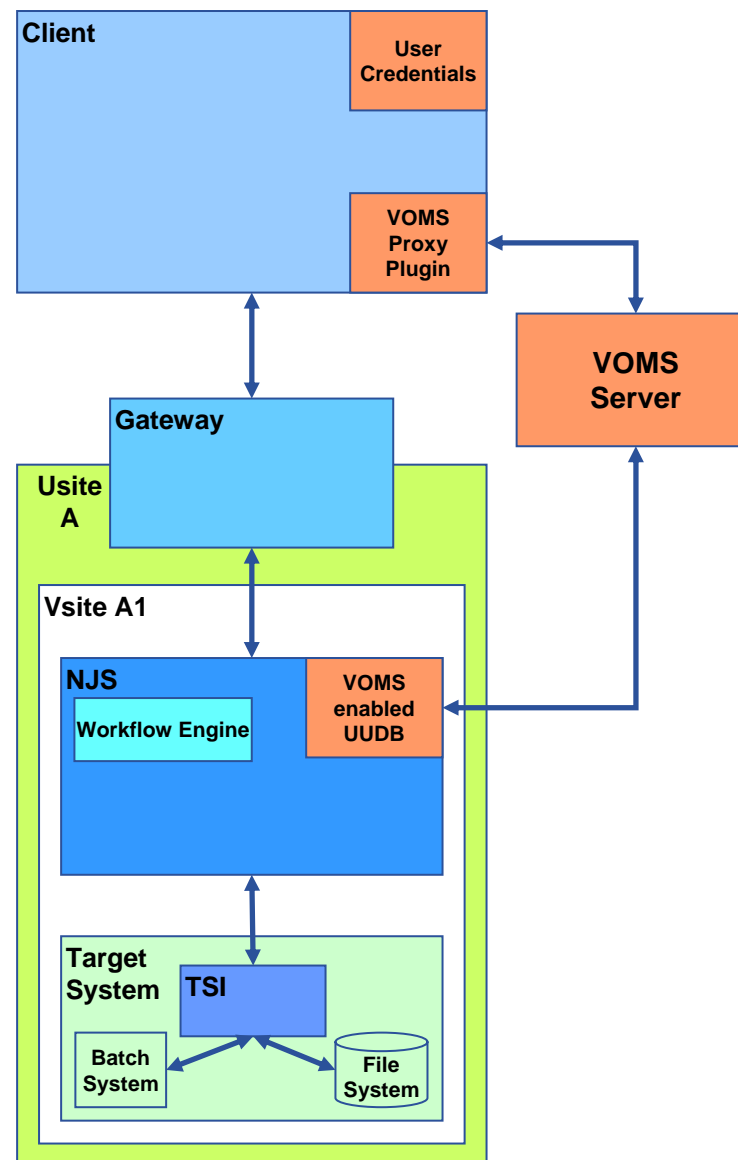 Client
User
Credentials
VOMS
Proxy
Plugin
VOMS
Server
Gateway
Usite
A
Vsite A1
NJS
VOMS
enabled
UUDB
Workflow Engine
Target
System
TSI
Batch
System
File
System